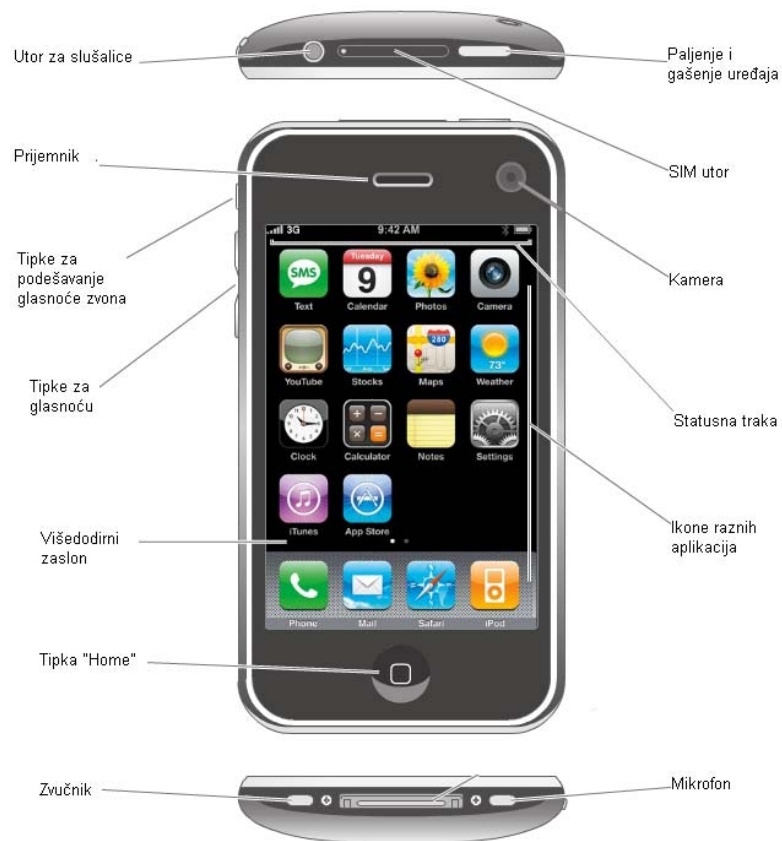 Utor za slušalice
Paljenje i
gašenje uređaja
Prijemnik
SIM utor
Tipke za
podešavanje
glasnoće zvona
Kamera
3G 9:42 AM
SMS
Tuesday
9
Text Calendar Photos Camera
280
73°
YouTube Stocks Maps Weather
Tipke za
glasnoću
Statusna traka
Clock Calculator Notes Settings
iTunes App Store
Višedodirni
zaslon
Ikone raznih
aplikacija
Phone Mail Safari iPod
Tipka "Home"
Zvučnik
Mikrofon